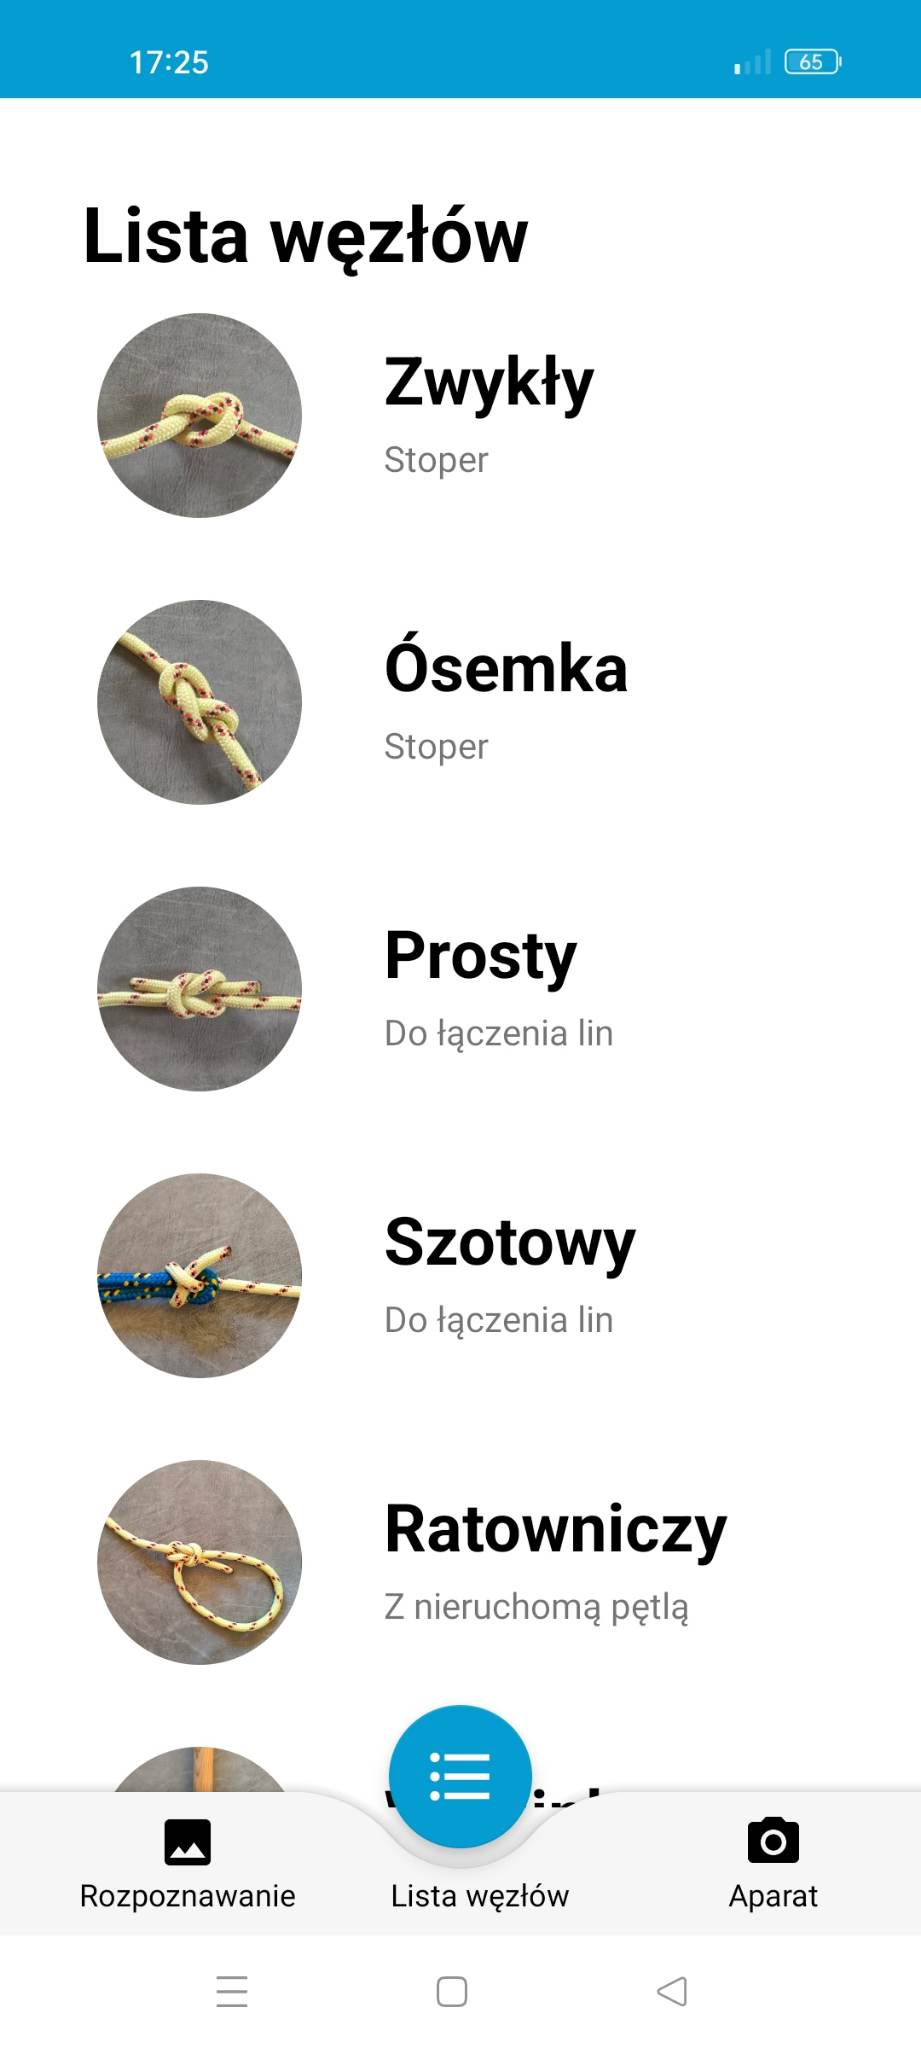 17:25
65
Lista węzłów
Zwykły
Stoper
Ósemka
Stoper
Prosty
Do łączenia lin
Szotowy
Do łączenia lin
Ratowniczy
Z nieruchomą pętlą
Rozpoznawanie
Lista węzłów
Aparat